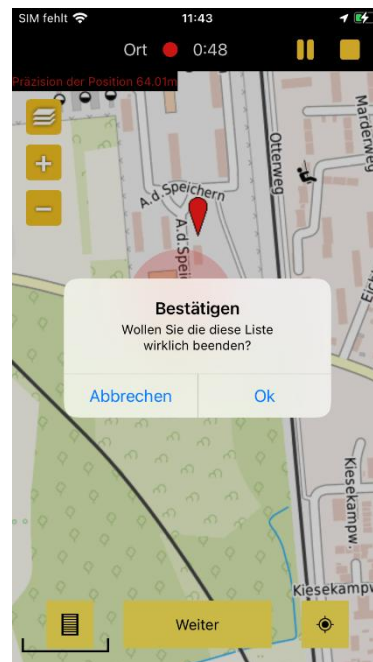 SIM fehlt 11:43
Ort 0:48
Präzision der Position 64.01m
Marderweg
Otterweg
A.d.Speichern
A.d.Spei
Bestätigen
Wollen Sie die diese Liste
wirklich beenden?
Abbrechen Ok
Kiesekampw.
Kiesekampw
Weiter